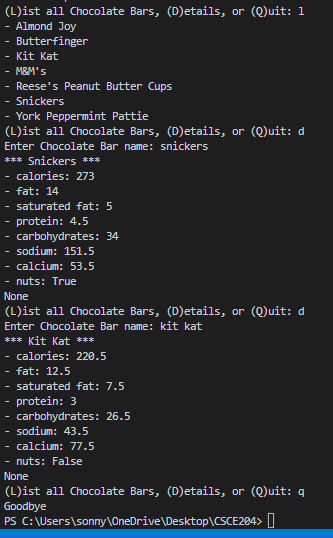 (L)ist all Chocolate Bars, (D)etails, or (Q)uit: l
- Almond Joy
- Butterfinger
- Kit Kat
- M&M's
- Reese's Peanut Butter Cups
- Snickers
- York Peppermint Pattie
(L)ist all Chocolate Bars, (D)etails, or (Q)uit: d
Enter Chocolate Bar name: snickers
*** Snickers ***
- calories: 273
- fat: 14
- saturated fat: 5
- protein: 4.5
- carbohydrates: 34
- sodium: 151.5
- calcium: 53.5
- nuts: True
None
(L)ist all Chocolate Bars, (D)etails, or (Q)uit: d
Enter Chocolate Bar name: kit kat
*** Kit Kat ***
- calories: 220.5
- fat: 12.5
- saturated fat: 7.5
- protein: 3
- carbohydrates: 26.5
- sodium: 43.5
- calcium: 77.5
- nuts: False
None
(L)ist all Chocolate Bars, (D)etails, or (Q)uit: q
Goodbye
PS C:\Users\sonny\OneDrive\Desktop\CSCE204>